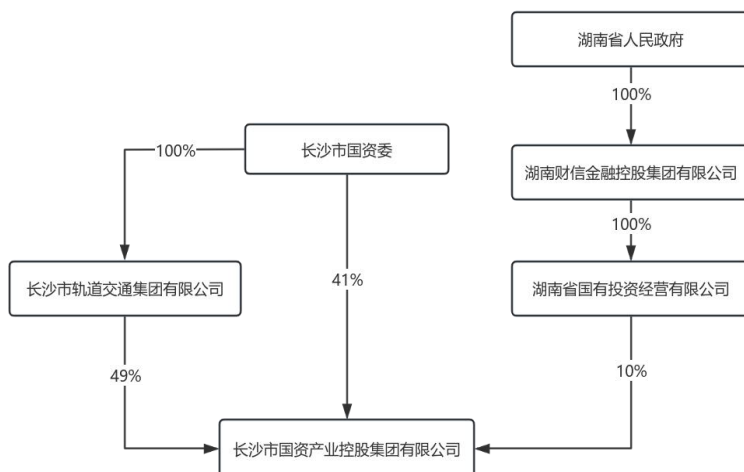 湖南省人民政府
100%
长沙市国资委
100%
湖南财信金融控股集团有限公司
100%
长沙市轨道交通集团有限公司
41%
湖南省国有投资经营有限公司
49%
10%
长沙市国资产业控股集团有限公司